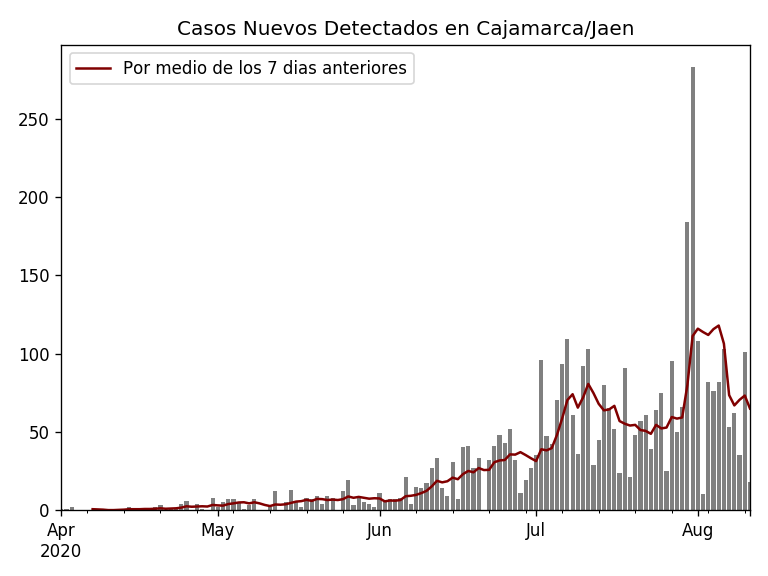 Casos Nuevos Detectados en Cajamarca/Jaen
Por medio de los 7 dias anteriores
250
200
150
100
50
0
Apr May Jun Jul Aug
2020